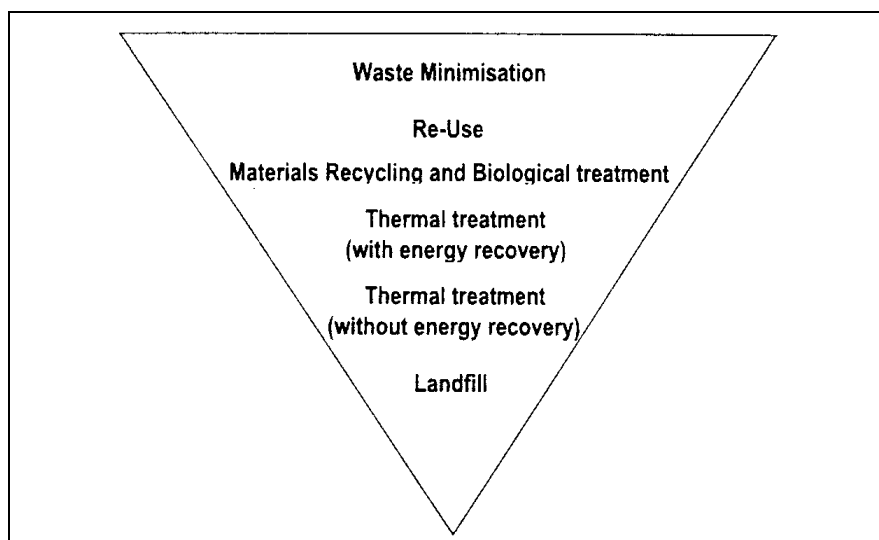 Waste Minimisation
Re-Use
Materials Recycling and Biological treatment
Thermal treatment
(with energy recovery)
Thermal treatment
(without energy recovery)
Landfill